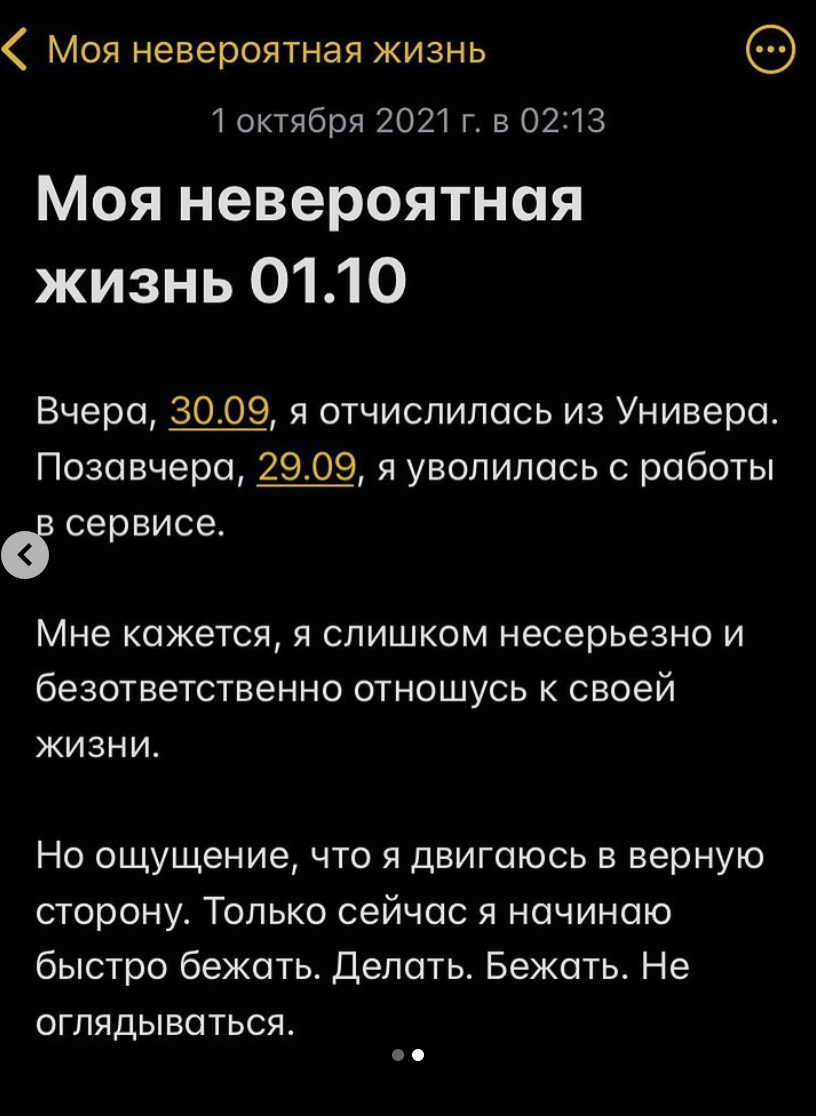 Моя невероятная жизнь
1 октября 2021 г. в 02:13
Моя невероятная
жизнь 01.10
Вчера, 30.09, я отчислилась из Универа.
Позавчера, 29.09, я уволилась с работы
в сервисе.
Мне кажется, я слишком несерьезно и
безответственно отношусь к своей
жизни.
Но ощущение, что я двигаюсь в верную
сторону. Только сейчас я начинаю
быстро бежать. Делать. Бежать. Не
оглядываться.